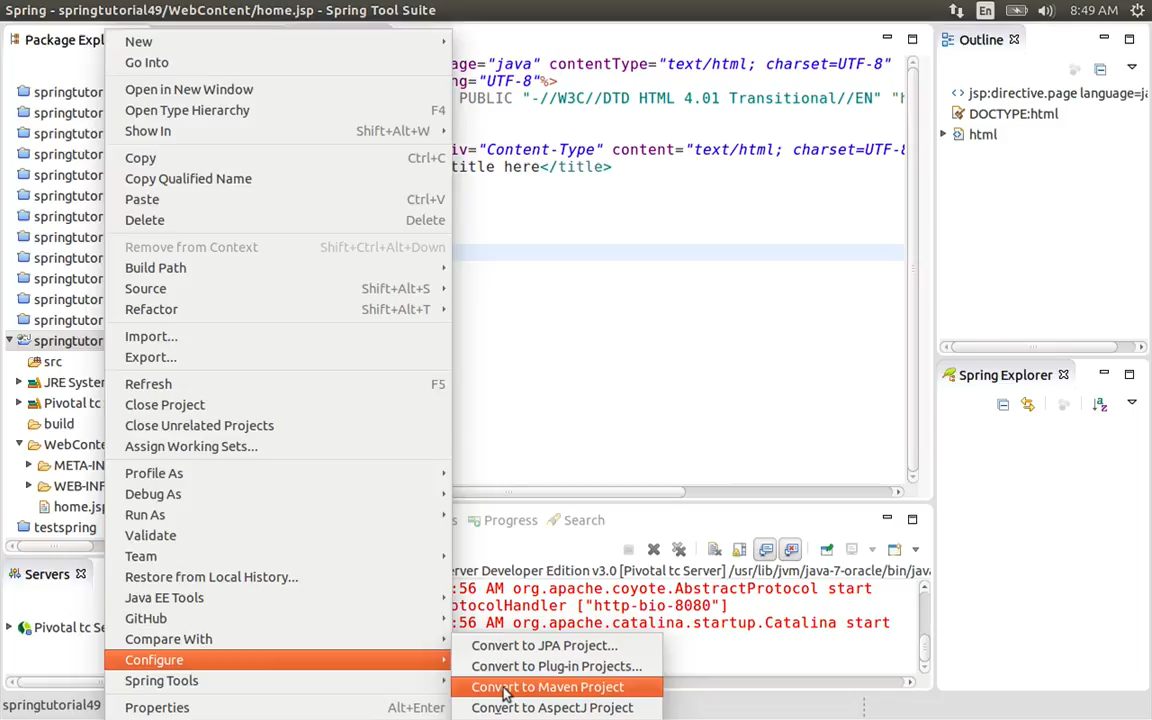 Spring - springtutorial49/WebContent/home.jsp - Spring Tool Suite
En
8:49 AM
Package Expl
springtutor
springtutor
springtutor
springtutor
springtutor
springtutor
springtutor
springtutor
springtutor
springtutor
springtutor
springtutor
springtutor
src
JRE System
Pivotal tc
build
WebConte
META-IN
WEB-INF
home.jsp
testspring
Servers
Pivotal tc Se
springtutorial49
New
Go Into
Open in New Window
Open Type Hierarchy F4
Show In Shift+Alt+W
Copy Ctrl+C
Copy Qualified Name
Paste Ctrl+V
Delete Delete
Remove from Context Shift+Ctrl+Alt+Down
Build Path
Source Shift+Alt+S
Refactor Shift+Alt+T
Import...
Export...
Refresh F5
Close Project
Close Unrelated Projects
Assign Working Sets...
Profile As
Debug As
Run As
Validate
Team
Restore from Local History...
Java EE Tools
GitHub
Compare With
Configure
Spring Tools
Properties Alt+Enter
Convert to JPA Project...
Convert to Plug-in Projects...
Convert to Maven Project
Convert to AspectJ Project
age="java" contentType="text/html; charset=UTF-8"
ng="UTF-8"%>
PUBLIC "-//W3C//DTD HTML 4.01 Transitional//EN" "h
iv="Content-Type" content="text/html; charset=UTF-8
title here</title>
s Progress Search
erver Developer Edition v3.0 [Pivotal tc Server] /usr/lib/jvm/java-7-oracle/bin/java
:56 AM org.apache.coyote.AbstractProtocol start
otocolHandler ["http-bio-8080"]
:56 AM org.apache.catalina.startup.Catalina start
Outline
jsp:directive.page language=ja
DOCTYPE:html
html
Spring Explorer